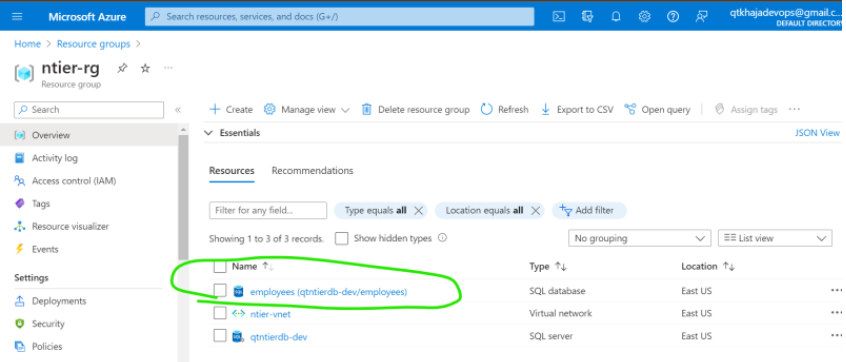 Microsoft Azure
Search resources, services, and docs (G+/)
qtkhajadevops@gmail.c...
DEFAULT DIRECTORY
Home > Resource groups >
ntier-rg
Resource group
Search
Overview
Activity log
Access control (IAM)
Tags
Resource visualizer
Events
Settings
Deployments
Security
Policies
Create Manage view Delete resource group Refresh Export to CSV Open query Assign tags ...
Essentials JSON View
Resources Recommendations
Filter for any field... Type equals all Location equals all Add filter
Showing 1 to 3 of 3 records. Show hidden types No grouping List view
Name Type Location
employees (qtntierdb-dev/employees) SQL database East US ...
ntier-vnet Virtual network East US ...
qtntierdb-dev SQL server East US ...